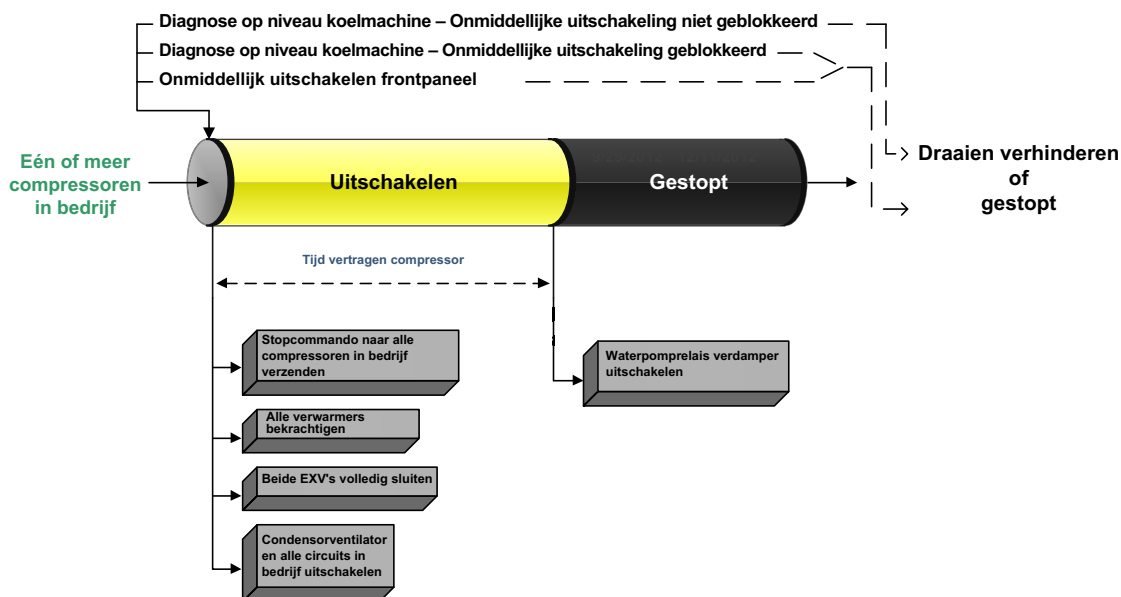 Diagnose op niveau koelmachine – Onmiddellijke uitschakeling niet geblokkeerd
Diagnose op niveau koelmachine – Onmiddellijke uitschakeling geblokkeerd
Onmiddellijk uitschakelen frontpaneel
Eén of meer
compressoren
in bedrijf
Uitschakelen
Gestopt
Draaien verhinderen
of
gestopt
Tijd vertragen compressor
Stopcommando naar alle
compressoren in bedrijf
verzenden
Alle verwarmers
bekrachtigen
Beide EXV's volledig sluiten
Condensorventilator
en alle circuits in
bedrijf uitschakelen
Waterpomprelais verdamper
uitschakelen